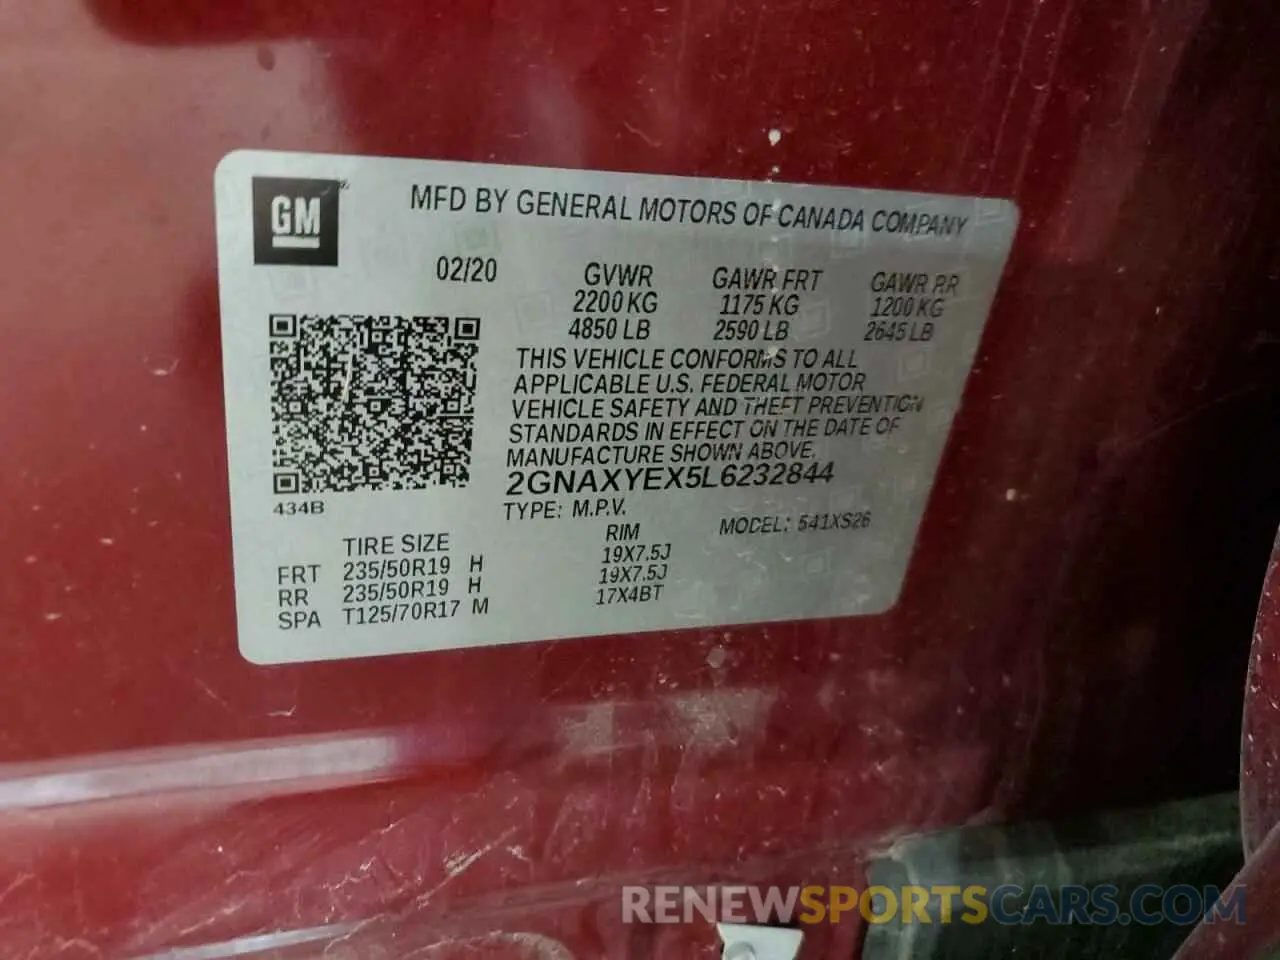 GM
MFD BY GENERAL MOTORS OF CANADA COMPANY
02/20
GVWR GAWR FRT GAWR RR
2200 KG 1175 KG 1200 KG
4850 LB 2590 LB 2645 LB
THIS VEHICLE CONFORMS TO ALL
APPLICABLE U.S. FEDERAL MOTOR
VEHICLE SAFETY AND THEFT PREVENTION
STANDARDS IN EFFECT ON THE DATE OF
MANUFACTURE SHOWN ABOVE.
2GNAXYEX5L6232844
434B
TYPE: M.P.V. MODEL: 541XS26
TIRE SIZE RIM
FRT 235/50R19 H 19X7.5J
RR 235/50R19 H 19X7.5J
SPA T125/70R17 M 17X4BT
RENEWSPORTSCARS.COM